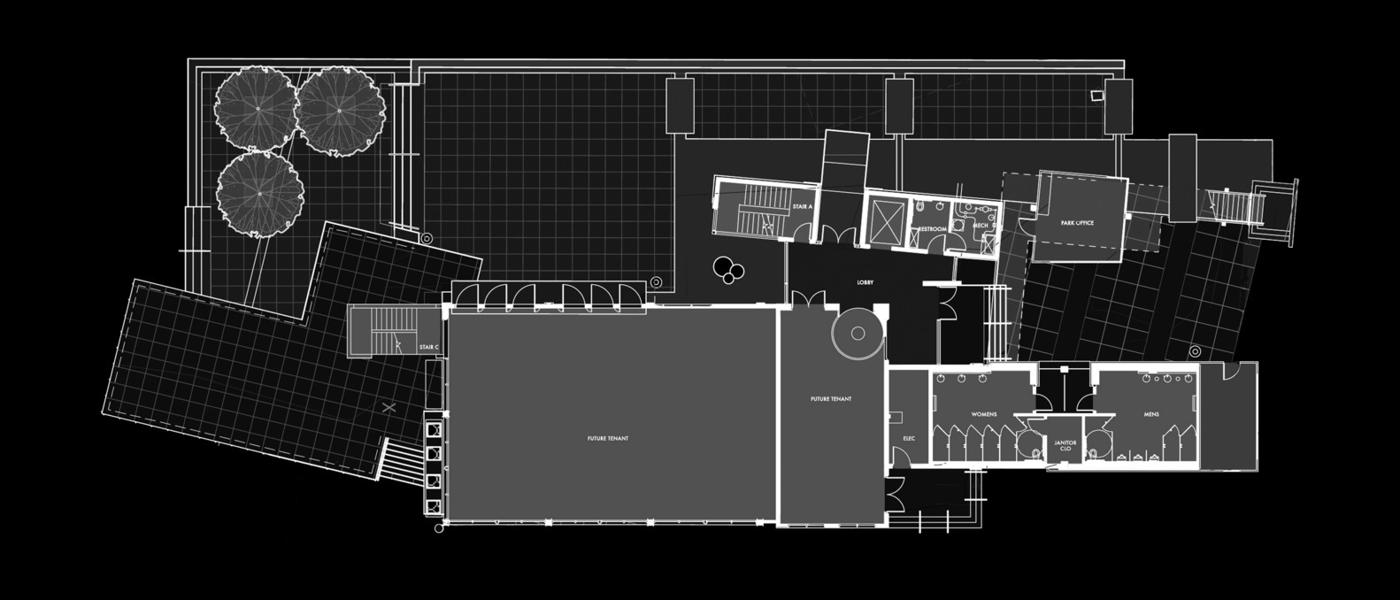 STAIR A
RESTROOM
MECH
PARK OFFICE
LOBBY
STAIR C
FUTURE TENANT
FUTURE TENANT
WOMENS
MENS
ELEC
JANITOR
CLO